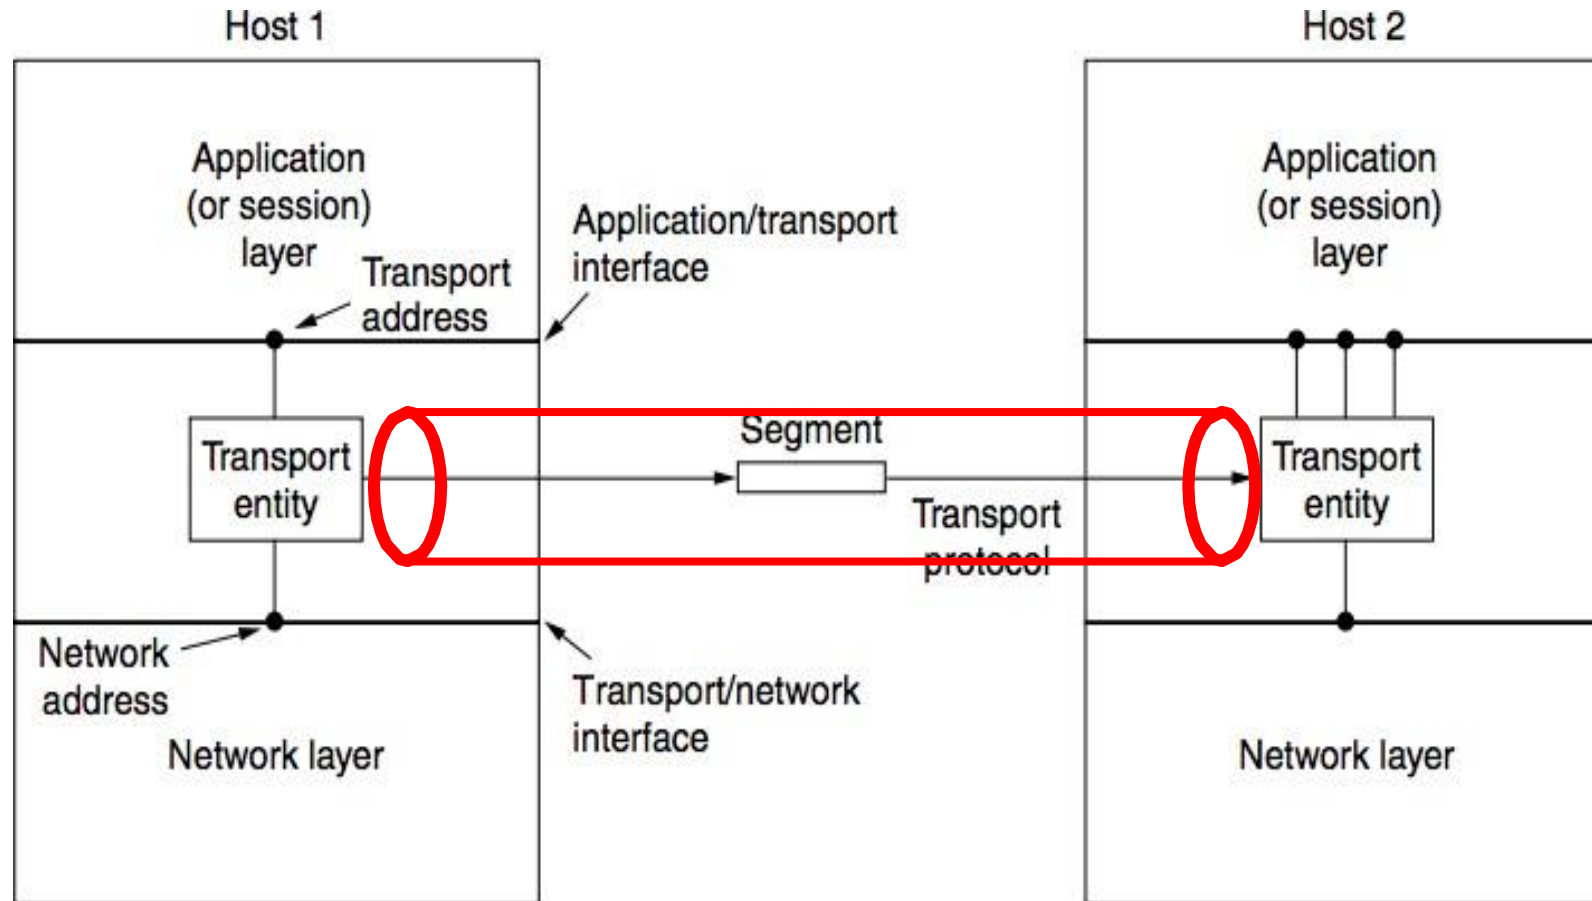 Host 1
Host 2
Application
(or session)
layer
Transport
address
Application/transport
interface
Application
(or session)
layer
Transport
entity
Segment
Transport
protocol
Transport
entity
Network
address
Network layer
Transport/network
interface
Network layer